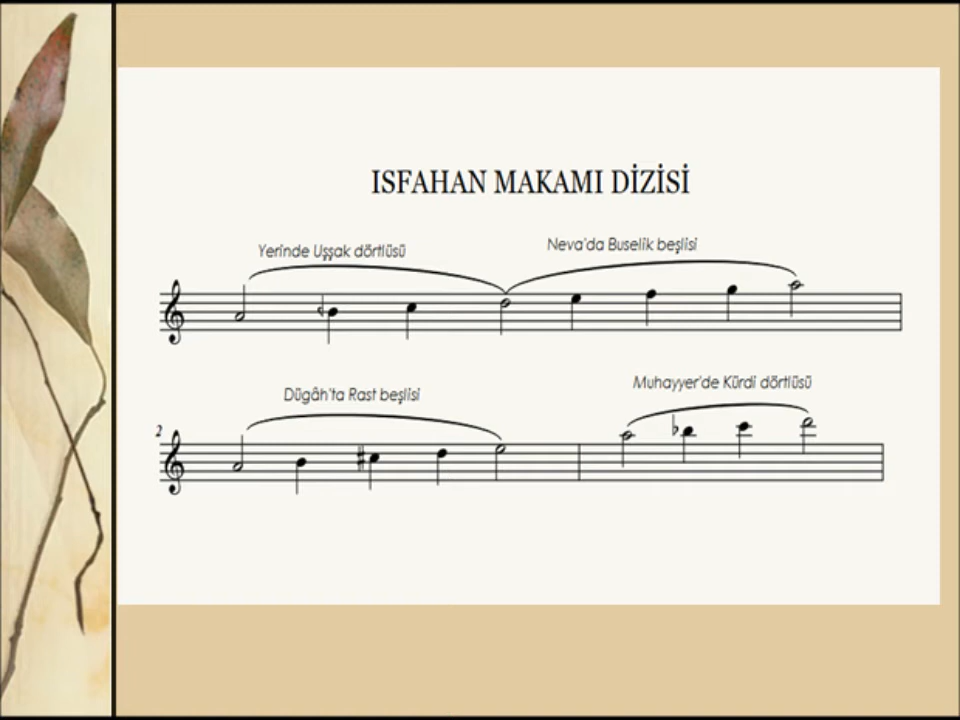 ISFAHAN MAKAMI DİZİSİ
Yerinde Uşşak dörtlüsü
Neva'da Buselik beşlisi
Dügâh'ta Rast beşlisi
Muhayyer'de Kürdi dörtlüsü
2